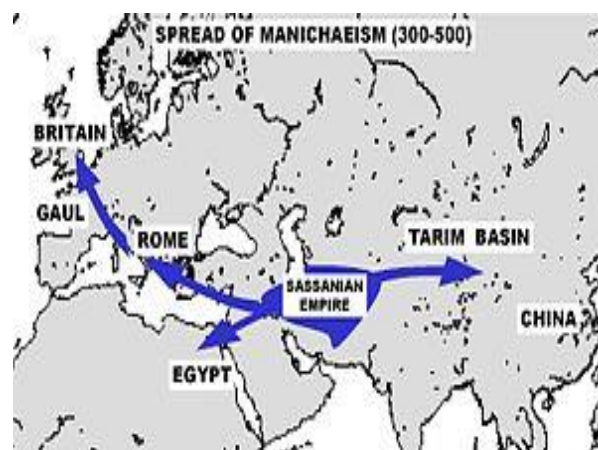 SPREAD OF MANICHAEISM (300-500)
BRITAIN
GAUL
ROME
TARIM BASIN
SASSANIAN
EMPIRE
CHINA
EGYPT